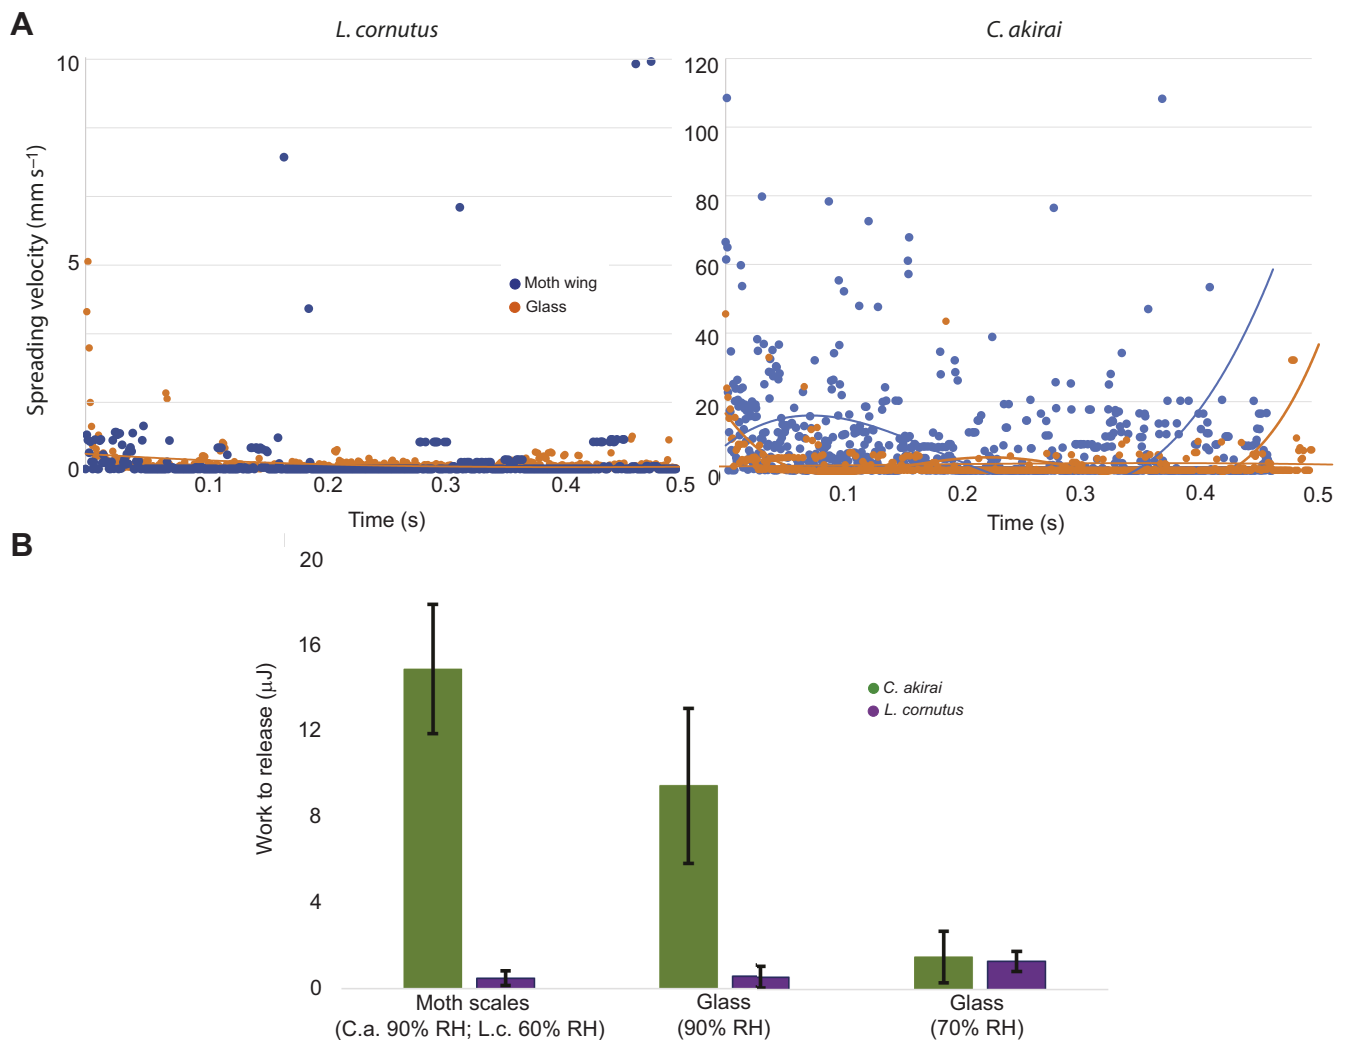 A
L. cornutus
C. akirai
Spreading velocity (mm s–1)
10
5
0
0.1
0.2
0.3
0.4
0.5
Time (s)
Moth wing
Glass
120
100
80
60
40
20
0
0.1
0.2
0.3
0.4
0.5
Time (s)
B
Work to release (μJ)
20
16
12
8
4
0
C. akirai
L. cornutus
Moth scales
(C.a. 90% RH; L.c. 60% RH)
Glass
(90% RH)
Glass
(70% RH)